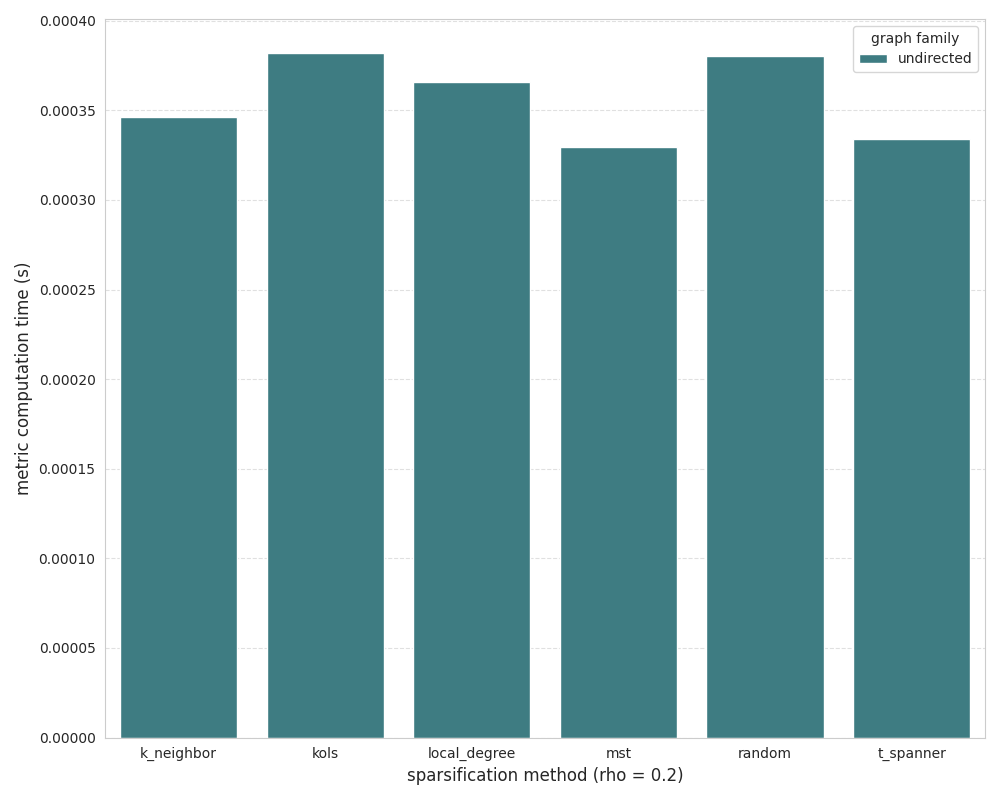 graph family
undirected
metric computation time (s)
0.00040
0.00035
0.00030
0.00025
0.00020
0.00015
0.00010
0.00005
0.00000
k_neighbor kols local_degree mst random t_spanner
sparsification method (rho = 0.2)